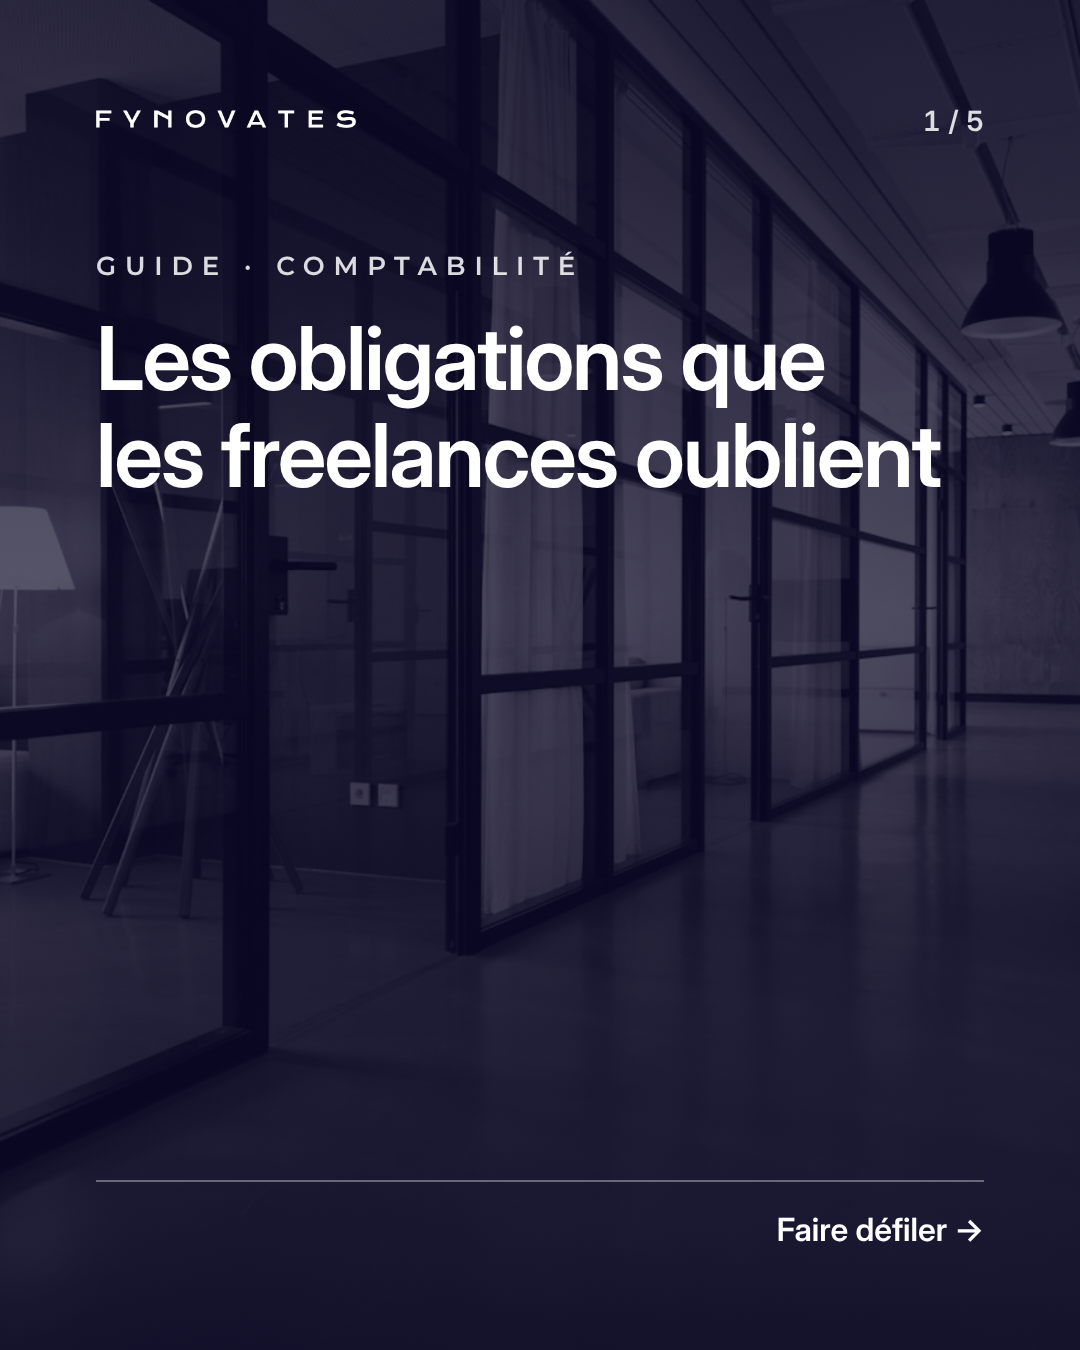 FYNOVATES
1 / 5
GUIDE · COMPTABILITÉ
Les obligations que
les freelances oublient
Faire défiler →